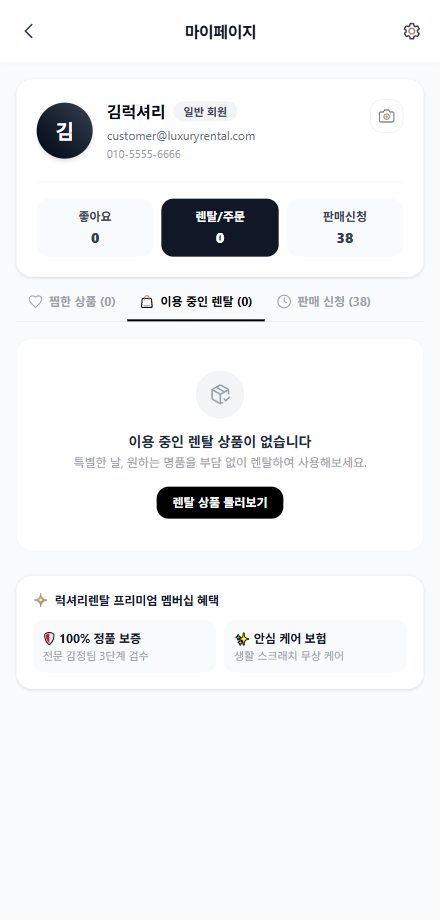 마이페이지
김
김럭셔리 일반 회원
customer@luxuryrental.com
010-5555-6666
좋아요 렌탈/주문 판매신청
0 0 38
찜한 상품 (0) 이용 중인 렌탈 (0) 판매 신청 (38)
이용 중인 렌탈 상품이 없습니다
특별한 날, 원하는 명품을 부담 없이 렌탈하여 사용해보세요.
렌탈 상품 둘러보기
럭셔리렌탈 프리미엄 멤버십 혜택
100% 정품 보증 안심 케어 보험
전문 감정팀 3단계 검수 생활 스크래치 무상 케어